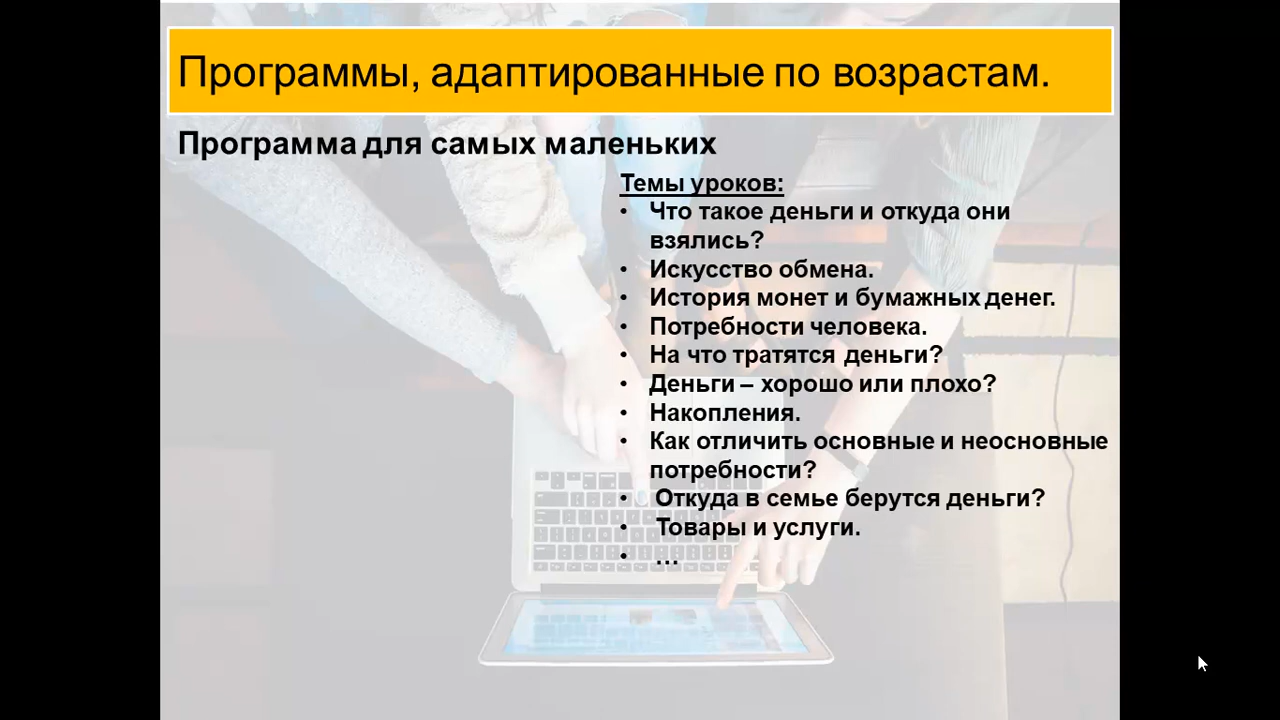 Программы, адаптированные по возрастам.
Программа для самых маленьких
Темы уроков:
• Что такое деньги и откуда они
взялись?
• Искусство обмена.
• История монет и бумажных денег.
• Потребности человека.
• На что тратятся деньги?
• Деньги – хорошо или плохо?
• Накопления.
• Как отличить основные и неосновные
потребности?
• Откуда в семье берутся деньги?
• Товары и услуги.
• …